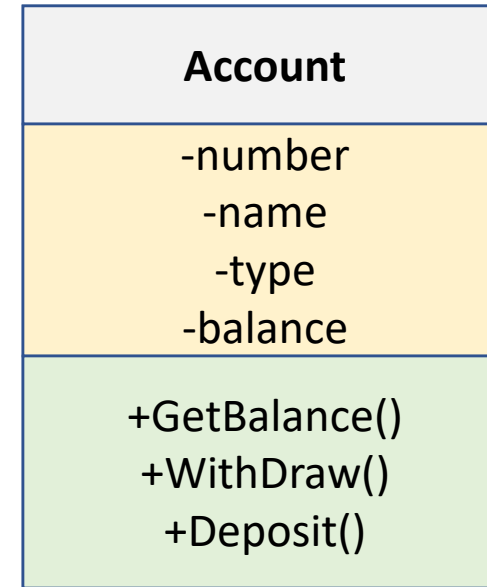 Account
-number
-name
-type
-balance
+GetBalance()
+WithDraw()
+Deposit()